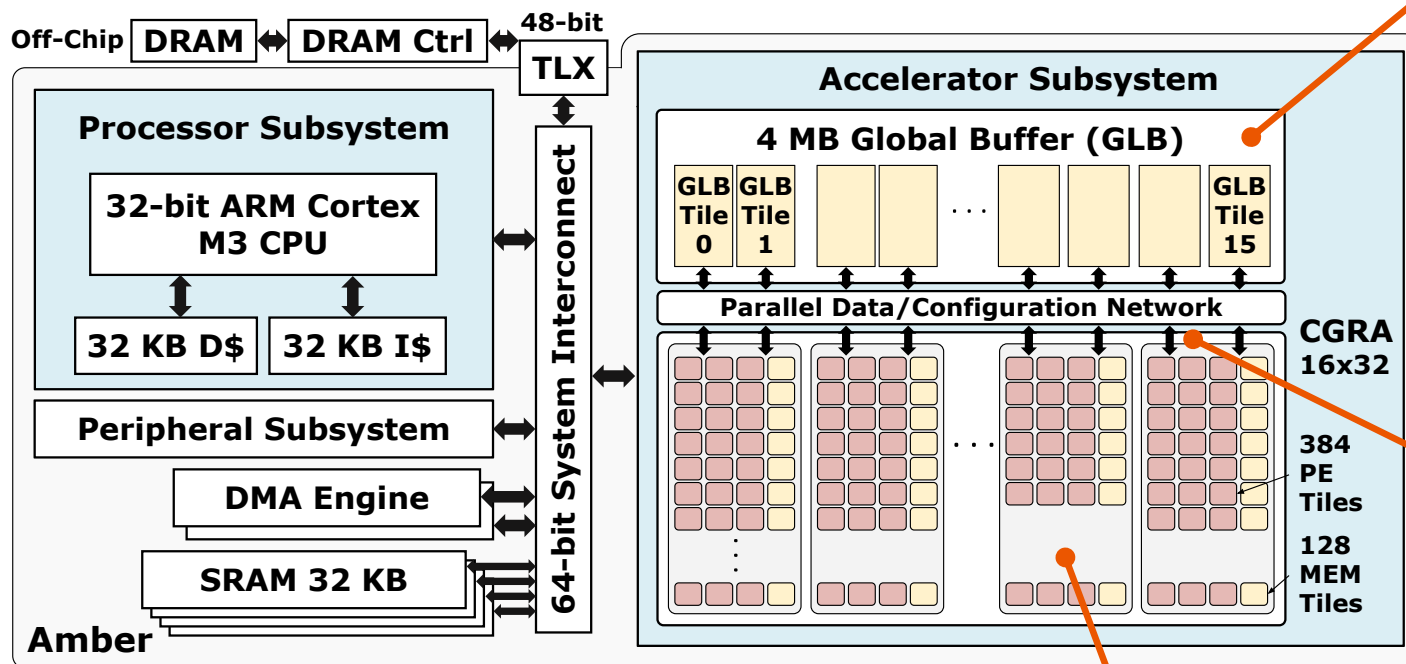 Off-Chip
DRAM
DRAM Ctrl
48-bit
TLX
Processor Subsystem
32-bit ARM Cortex
M3 CPU
32 KB D$
32 KB I$
Peripheral Subsystem
DMA Engine
SRAM 32 KB
Amber
64-bit System Interconnect
Accelerator Subsystem
4 MB Global Buffer (GLB)
GLB
Tile
0
GLB
Tile
1
. . .
GLB
Tile
15
Parallel Data/Configuration Network
CGRA
16x32
. . .
384
PE
Tiles
128
MEM
Tiles